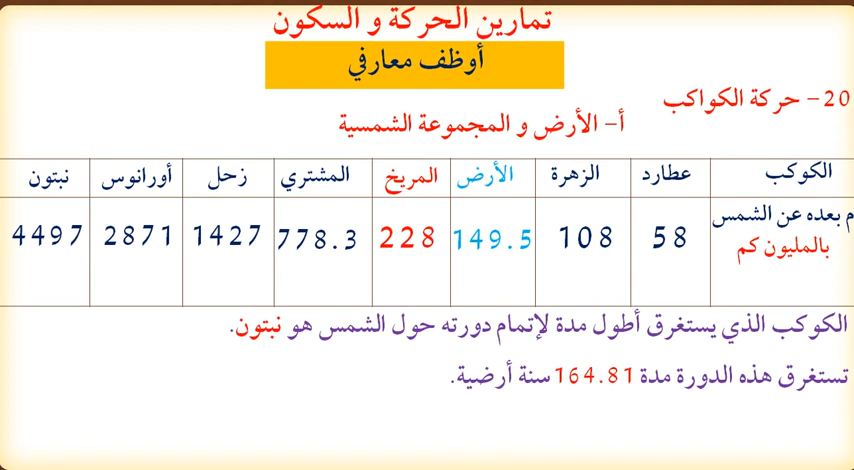 تمارين الحركة و السكون
أوظف معارفي
20- حركة الكواكب
أ- الأرض و المجموعة الشمسية
الكوكب عطارد الزهرة الأرض المريخ المشتري زحل أورانوس نبتون
م بعده عن الشمس
بالمليون كم 58 108 149.5 228 778.3 1427 2871 4497
الكوكب الذي يستغرق أطول مدة لإتمام دورته حول الشمس هو نبتون.
تستغرق هذه الدورة مدة 164.81 سنة أرضية.